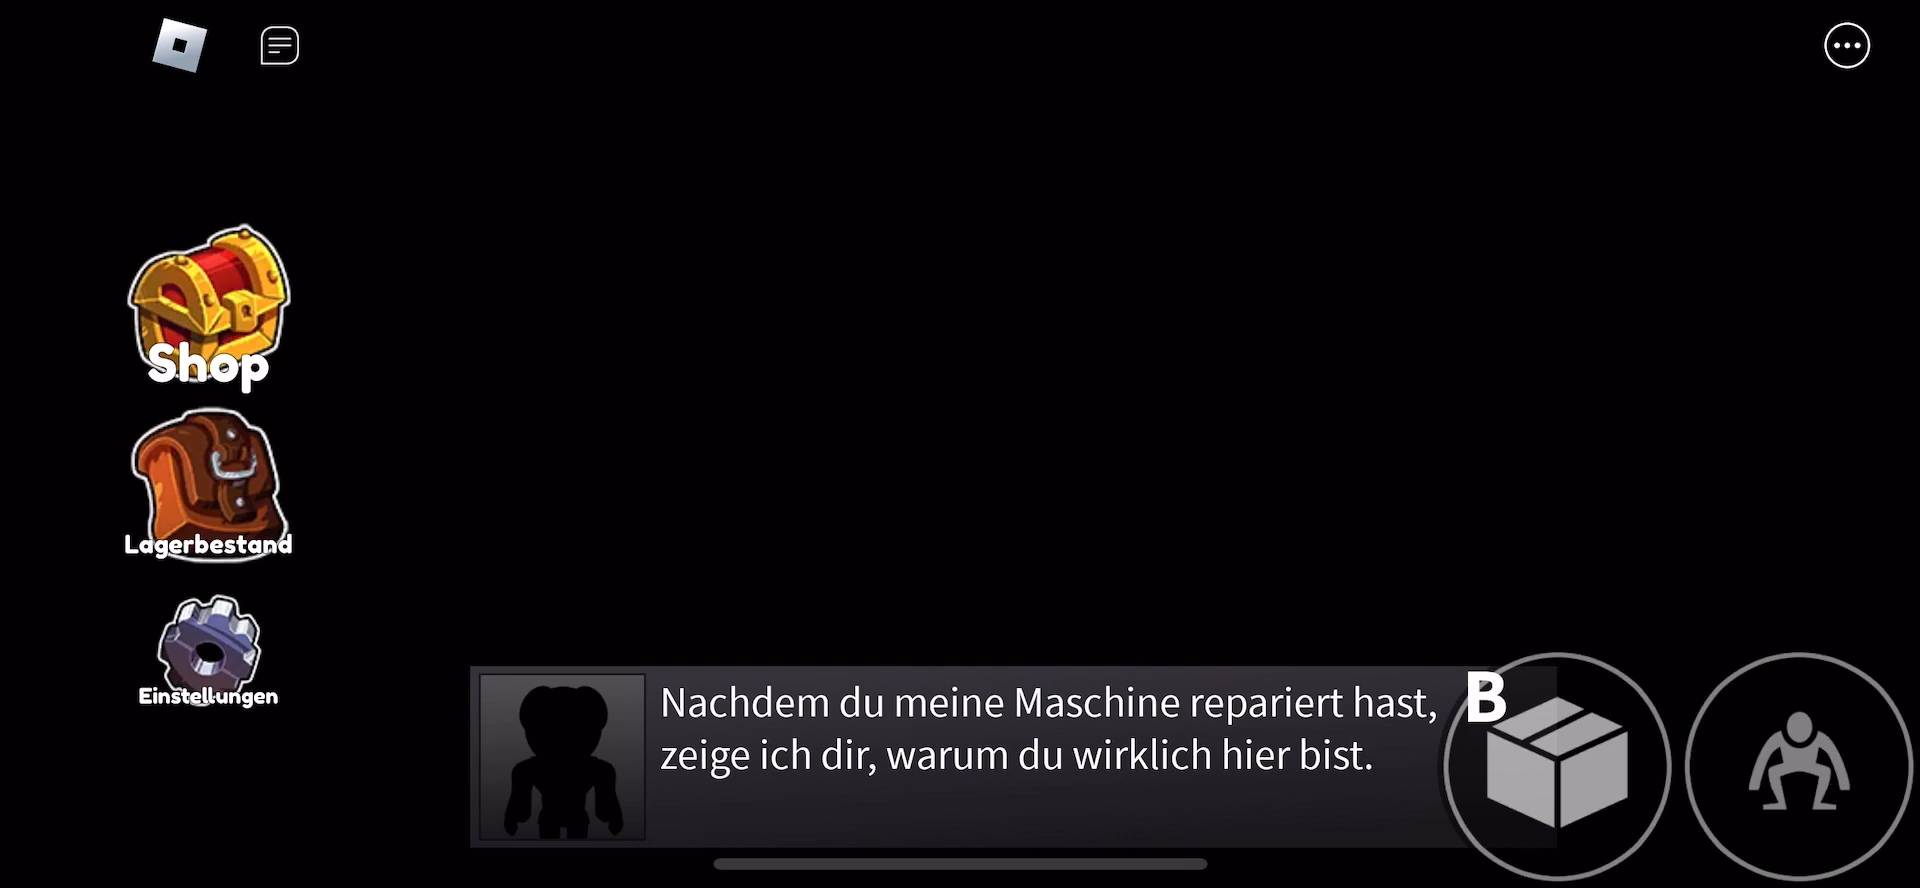 Shop
Lagerbestand
Einstellungen
Nachdem du meine Maschine repariert hast,
zeige ich dir, warum du wirklich hier bist.
B